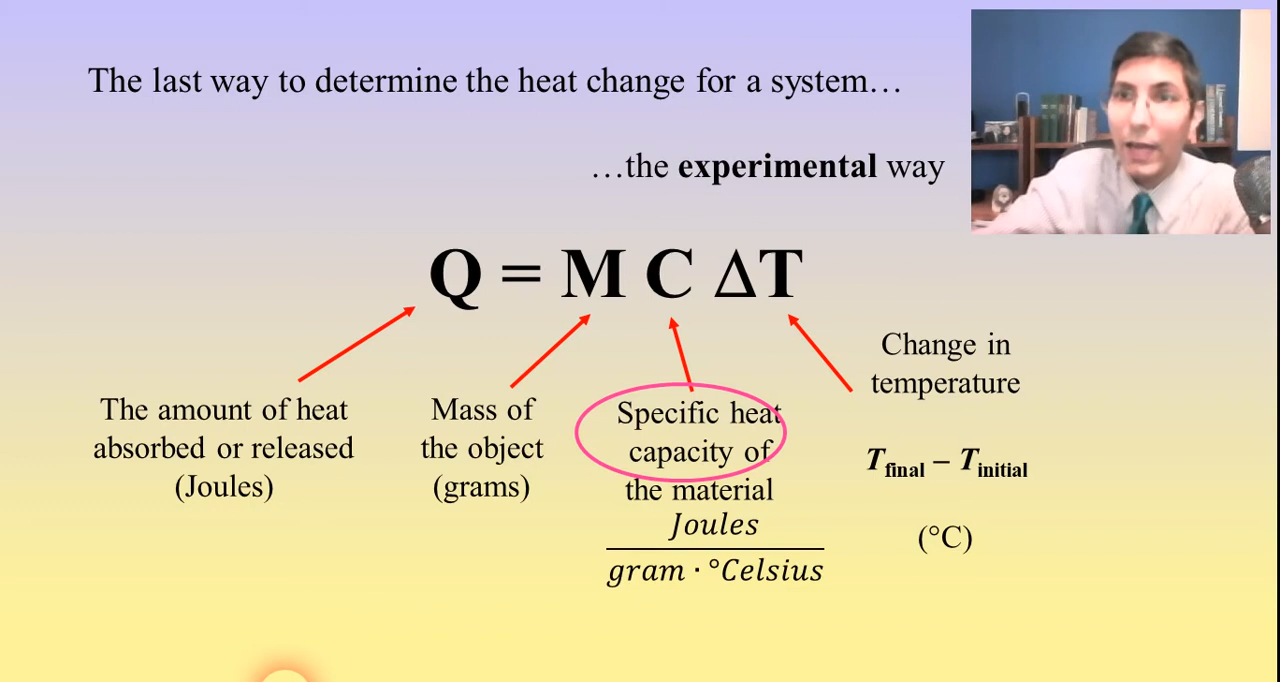 The last way to determine the heat change for a system…
…the experimental way
Q = M C ΔT
The amount of heat
absorbed or released
(Joules)
Mass of
the object
(grams)
Specific heat
capacity of
the material
Joules
gram · °Celsius
Change in
temperature
Tfinal – Tinitial
(°C)